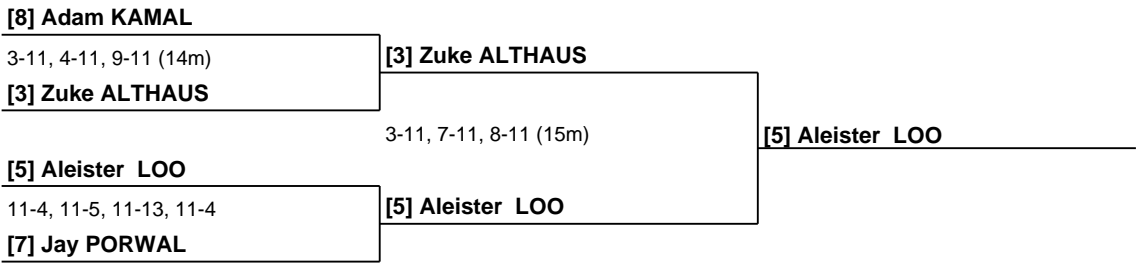 [8] Adam KAMAL
3-11, 4-11, 9-11 (14m)
[3] Zuke ALTHAUS
[3] Zuke ALTHAUS
3-11, 7-11, 8-11 (15m)
[5] Aleister LOO
[5] Aleister LOO
11-4, 11-5, 11-13, 11-4
[5] Aleister LOO
[7] Jay PORWAL